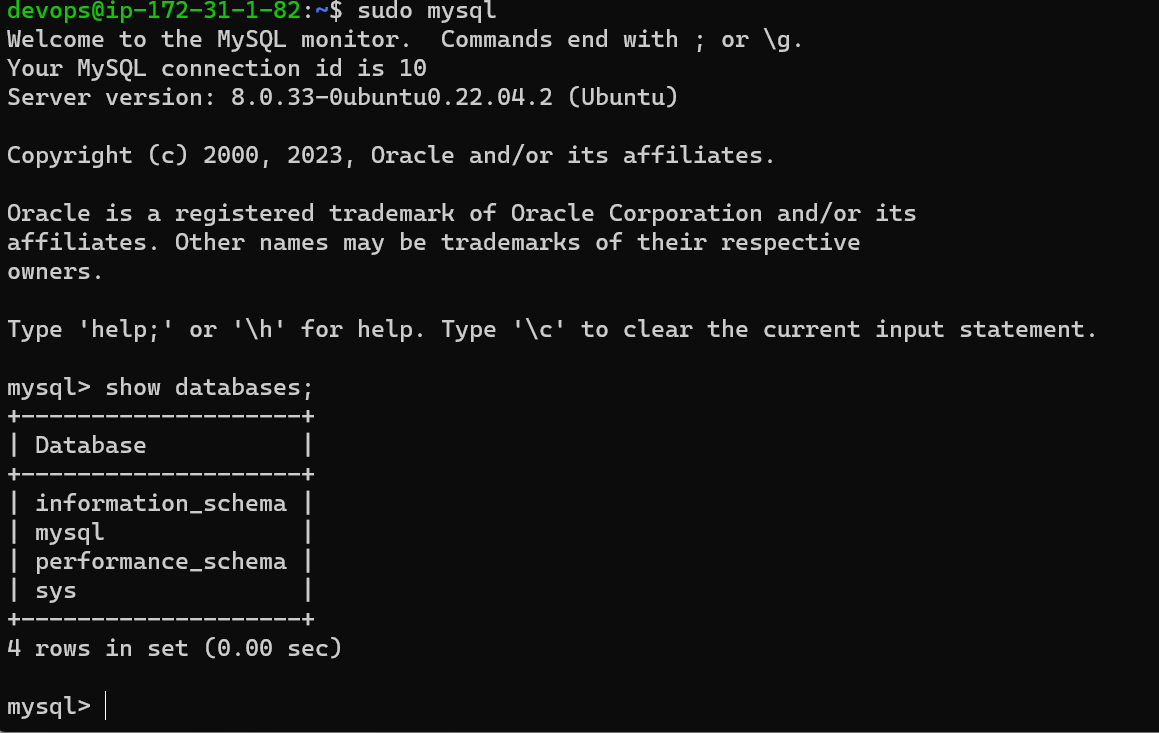 devops@ip-172-31-1-82:~$ sudo mysql
Welcome to the MySQL monitor.  Commands end with ; or \g.
Your MySQL connection id is 10
Server version: 8.0.33-0ubuntu0.22.04.2 (Ubuntu)
Copyright (c) 2000, 2023, Oracle and/or its affiliates.
Oracle is a registered trademark of Oracle Corporation and/or its
affiliates. Other names may be trademarks of their respective
owners.
Type 'help;' or '\h' for help. Type '\c' to clear the current input statement.
mysql> show databases;
+--------------------+
| Database           |
+--------------------+
| information_schema |
| mysql              |
| performance_schema |
| sys                |
+--------------------+
4 rows in set (0.00 sec)
mysql>